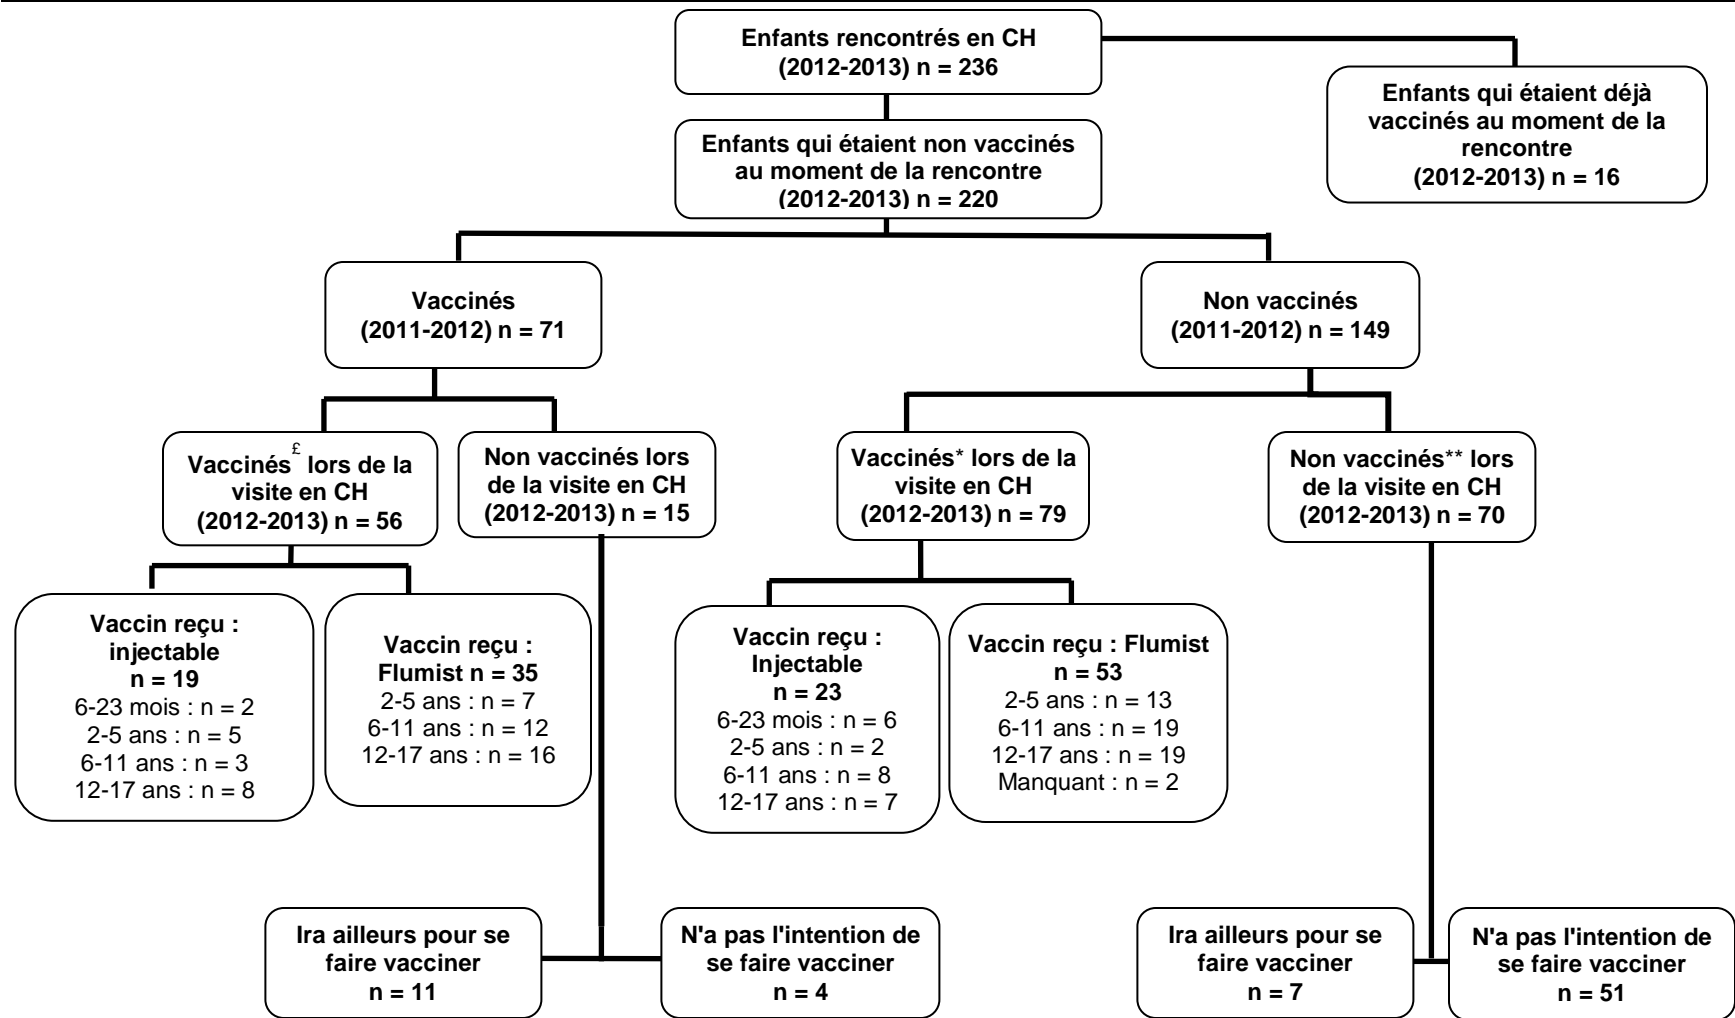 Enfants rencontrés en CH
(2012-2013) n = 236
Enfants qui étaient déjà
vaccinés au moment de la
rencontre
(2012-2013) n = 16
Enfants qui étaient non vaccinés
au moment de la rencontre
(2012-2013) n = 220
Vaccinés
(2011-2012) n = 71
Non vaccinés
(2011-2012) n = 149
Vaccinés£ lors de la
visite en CH
(2012-2013) n = 56
Non vaccinés lors
de la visite en CH
(2012-2013) n = 15
Vaccinés* lors de la
visite en CH
(2012-2013) n = 79
Non vaccinés** lors
de la visite en CH
(2012-2013) n = 70
Vaccin reçu :
injectable
n = 19
6-23 mois : n = 2
2-5 ans : n = 5
6-11 ans : n = 3
12-17 ans : n = 8
Vaccin reçu :
Flumist n = 35
2-5 ans : n = 7
6-11 ans : n = 12
12-17 ans : n = 16
Vaccin reçu :
Injectable
n = 23
6-23 mois : n = 6
2-5 ans : n = 2
6-11 ans : n = 8
12-17 ans : n = 7
Vaccin reçu : Flumist
n = 53
2-5 ans : n = 13
6-11 ans : n = 19
12-17 ans : n = 19
Manquant : n = 2
Ira ailleurs pour se
faire vacciner
n = 11
N'a pas l'intention de
se faire vacciner
n = 4
Ira ailleurs pour se
faire vacciner
n = 7
N'a pas l'intention de
se faire vacciner
n = 51